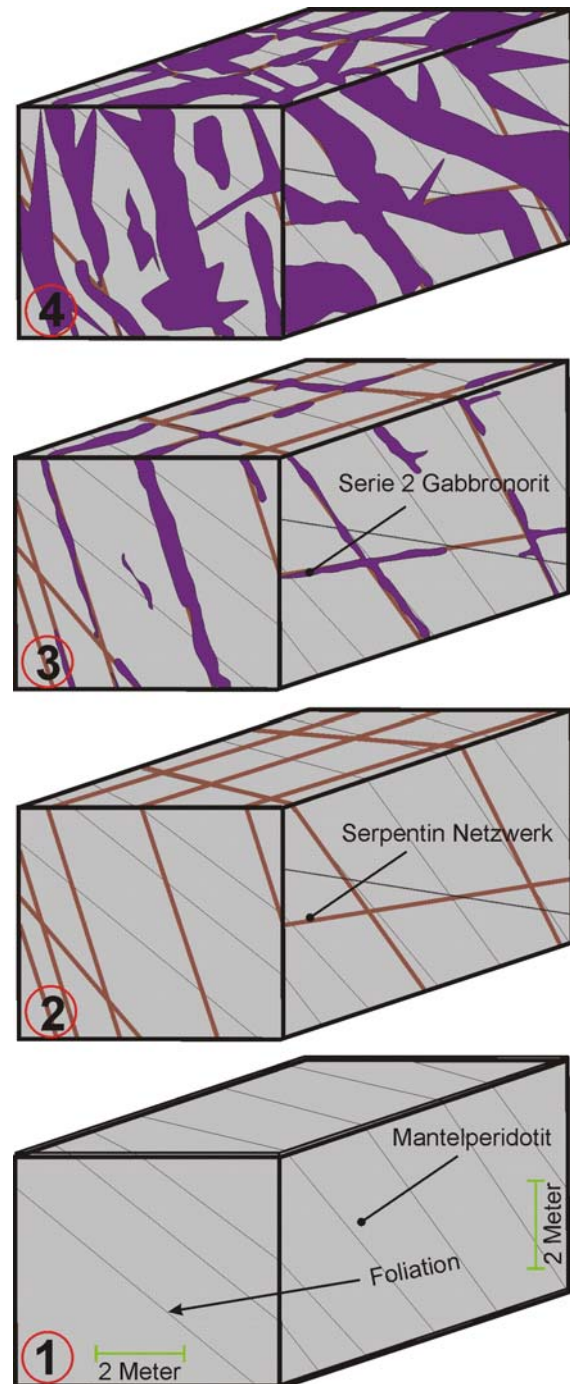 4
Serie 2 Gabbronorit
3
Serpentin Netzwerk
2
Mantelperidotit
2 Meter
Foliation
1
2 Meter